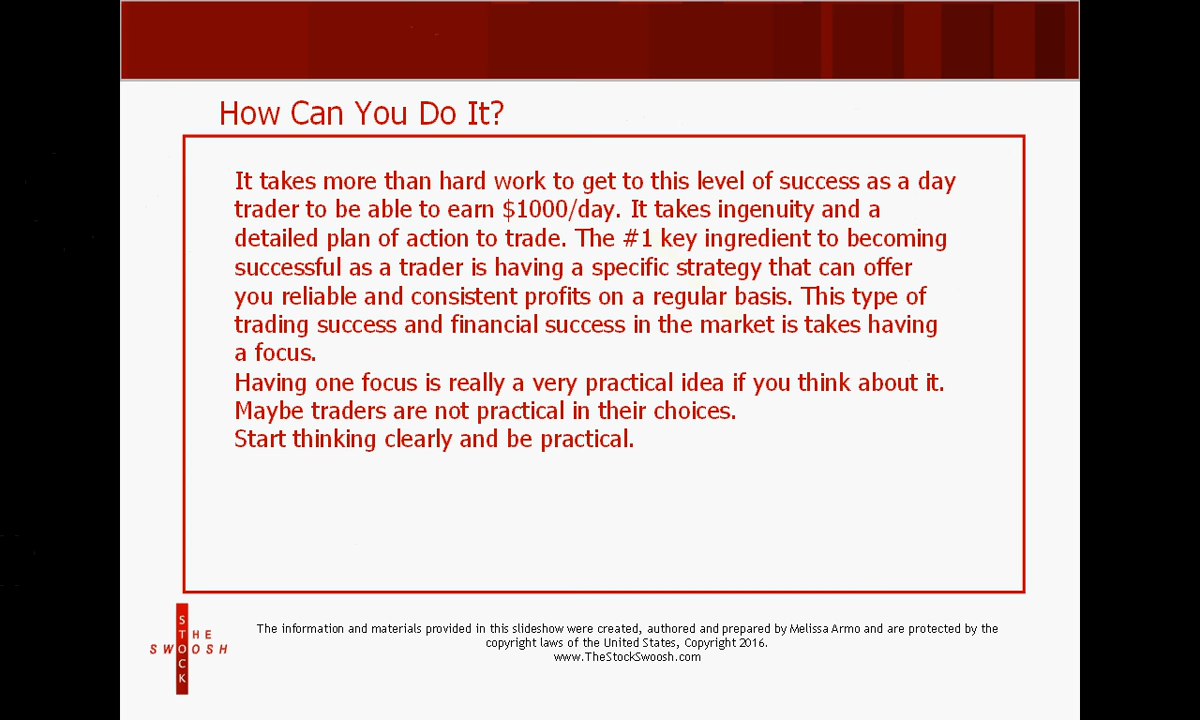 How Can You Do It?
It takes more than hard work to get to this level of success as a day
trader to be able to earn $1000/day. It takes ingenuity and a
detailed plan of action to trade. The #1 key ingredient to becoming
successful as a trader is having a specific strategy that can offer
you reliable and consistent profits on a regular basis. This type of
trading success and financial success in the market is takes having
a focus.
Having one focus is really a very practical idea if you think about it.
Maybe traders are not practical in their choices.
Start thinking clearly and be practical.
THE
STOCK
SWOOSH
The information and materials provided in this slideshow were created, authored and prepared by Melissa Armo and are protected by the
copyright laws of the United States, Copyright 2016.
www.TheStockSwoosh.com